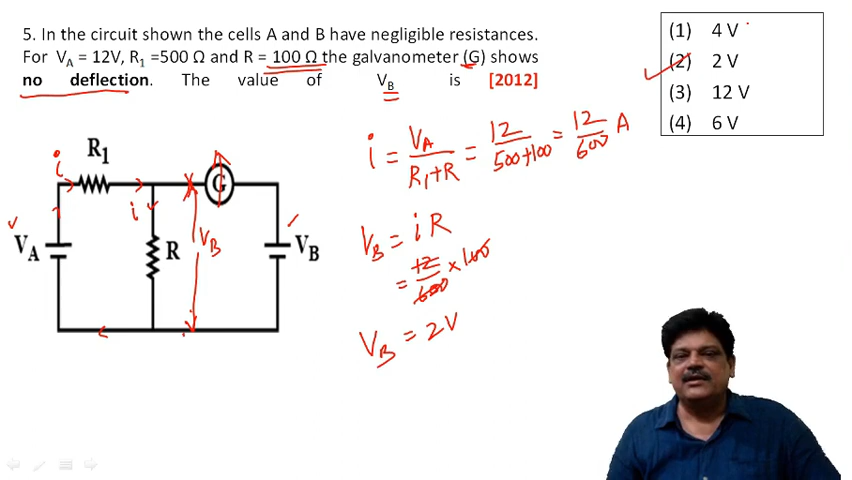 5. In the circuit shown the cells A and B have negligible resistances.
For V_A = 12V, R_1 =500 Ω and R = 100 Ω the galvanometer (G) shows
no deflection. The value of V_B is [2012]
(1) 4 V
(2) 2 V
(3) 12 V
(4) 6 V
i = V_A / (R_1+R) = 12 / (500+100) = 12/600 A
V_B = i R
= 12/600 × 100
V_B = 2V
i
R_1
G
i
V_A
R
V_B
V_B